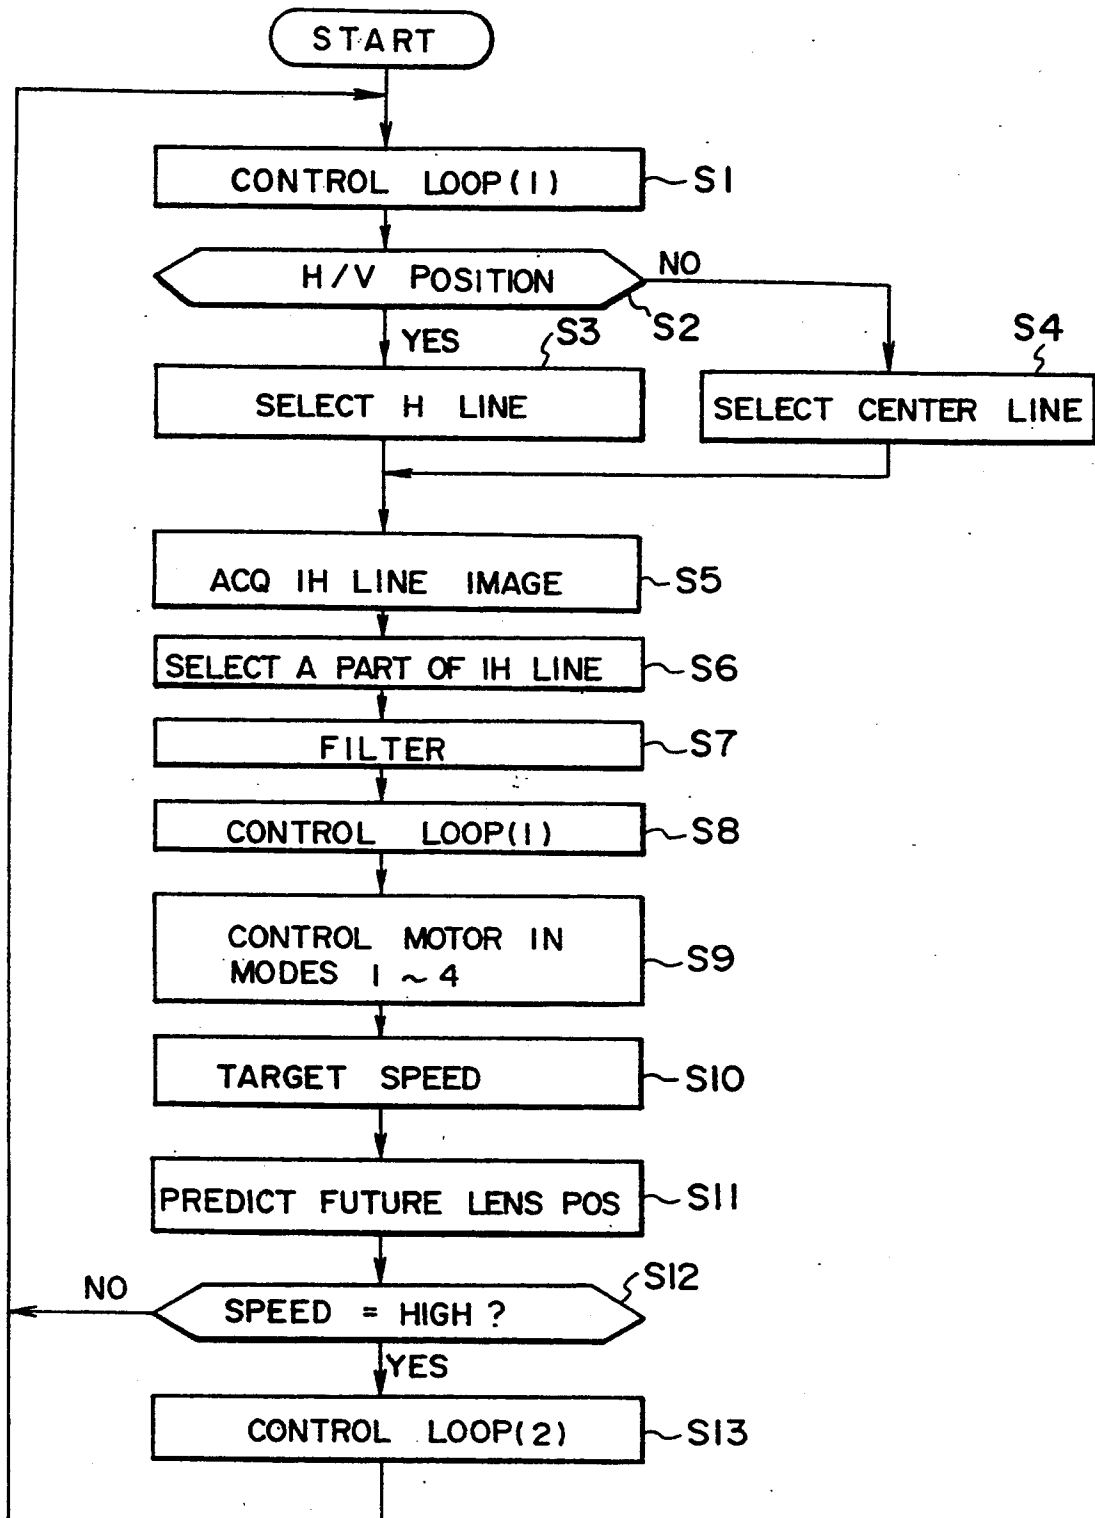 START
CONTROL LOOP(1)
S1
H/V POSITION
NO
S2
YES
S3
S4
SELECT H LINE
SELECT CENTER LINE
ACQ 1H LINE IMAGE
S5
SELECT A PART OF 1H LINE
S6
FILTER
S7
CONTROL LOOP(1)
S8
CONTROL MOTOR IN
MODES 1 ~ 4
S9
TARGET SPEED
S10
PREDICT FUTURE LENS POS
S11
S12
NO
SPEED = HIGH ?
YES
CONTROL LOOP(2)
S13